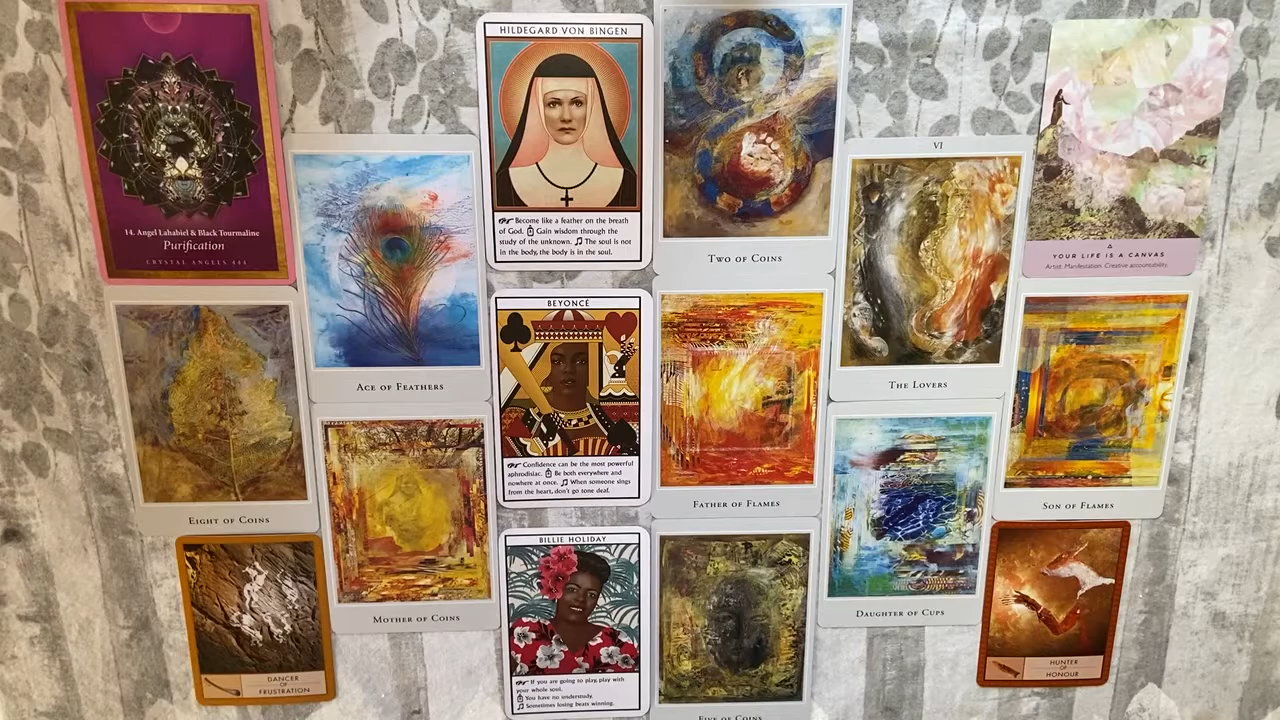 14. Angel Lahabiel & Black Tourmaline
Purification
CRYSTAL ANGELS 444
EIGHT OF COINS
DANCER
OF
FRUSTRATION
ACE OF FEATHERS
MOTHER OF COINS
HILDEGARD VON BINGEN
Become like a feather on the breath
of God. Gain wisdom through the
study of the unknown. The soul is not
in the body, the body is in the soul.
BEYONCÉ
Confidence can be the most powerful
aphrodisiac. Be both everywhere and
nowhere at once. When someone sings
from the heart, don't go tone deaf.
BILLIE HOLIDAY
If you are going to play, play with
your whole soul.
You have no understudy.
Sometimes losing beats winning.
TWO OF COINS
FATHER OF FLAMES
FIVE OF COINS
VI
THE LOVERS
DAUGHTER OF CUPS
YOUR LIFE IS A CANVAS
Artist. Manifestation. Creative accountability.
SON OF FLAMES
HUNTER
OF
HONOUR